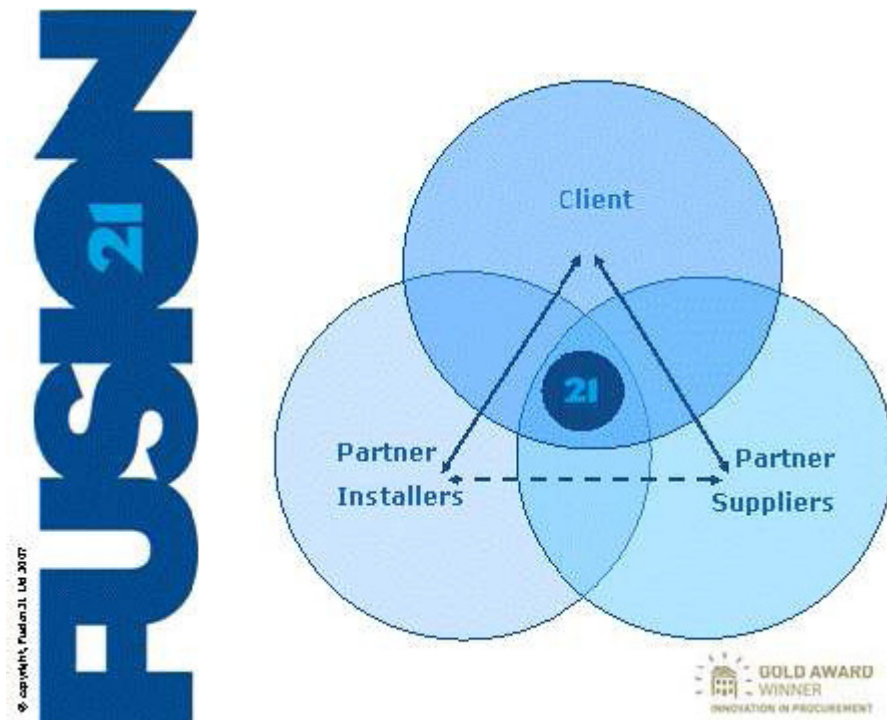 FUSION
21
© copyright, Fusion 21 Ltd 2007
Client
21
Partner
Installers
Partner
Suppliers
GOLD AWARD
WINNER
INNOVATION IN PROCUREMENT